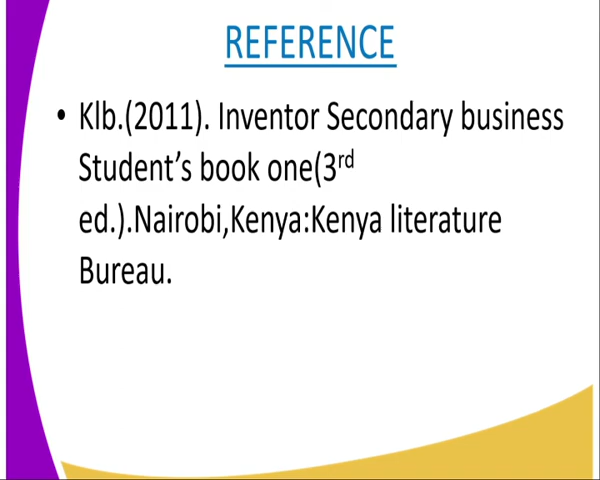 REFERENCE
• Klb.(2011). Inventor Secondary business
Student’s book one(3rd
ed.).Nairobi,Kenya:Kenya literature
Bureau.